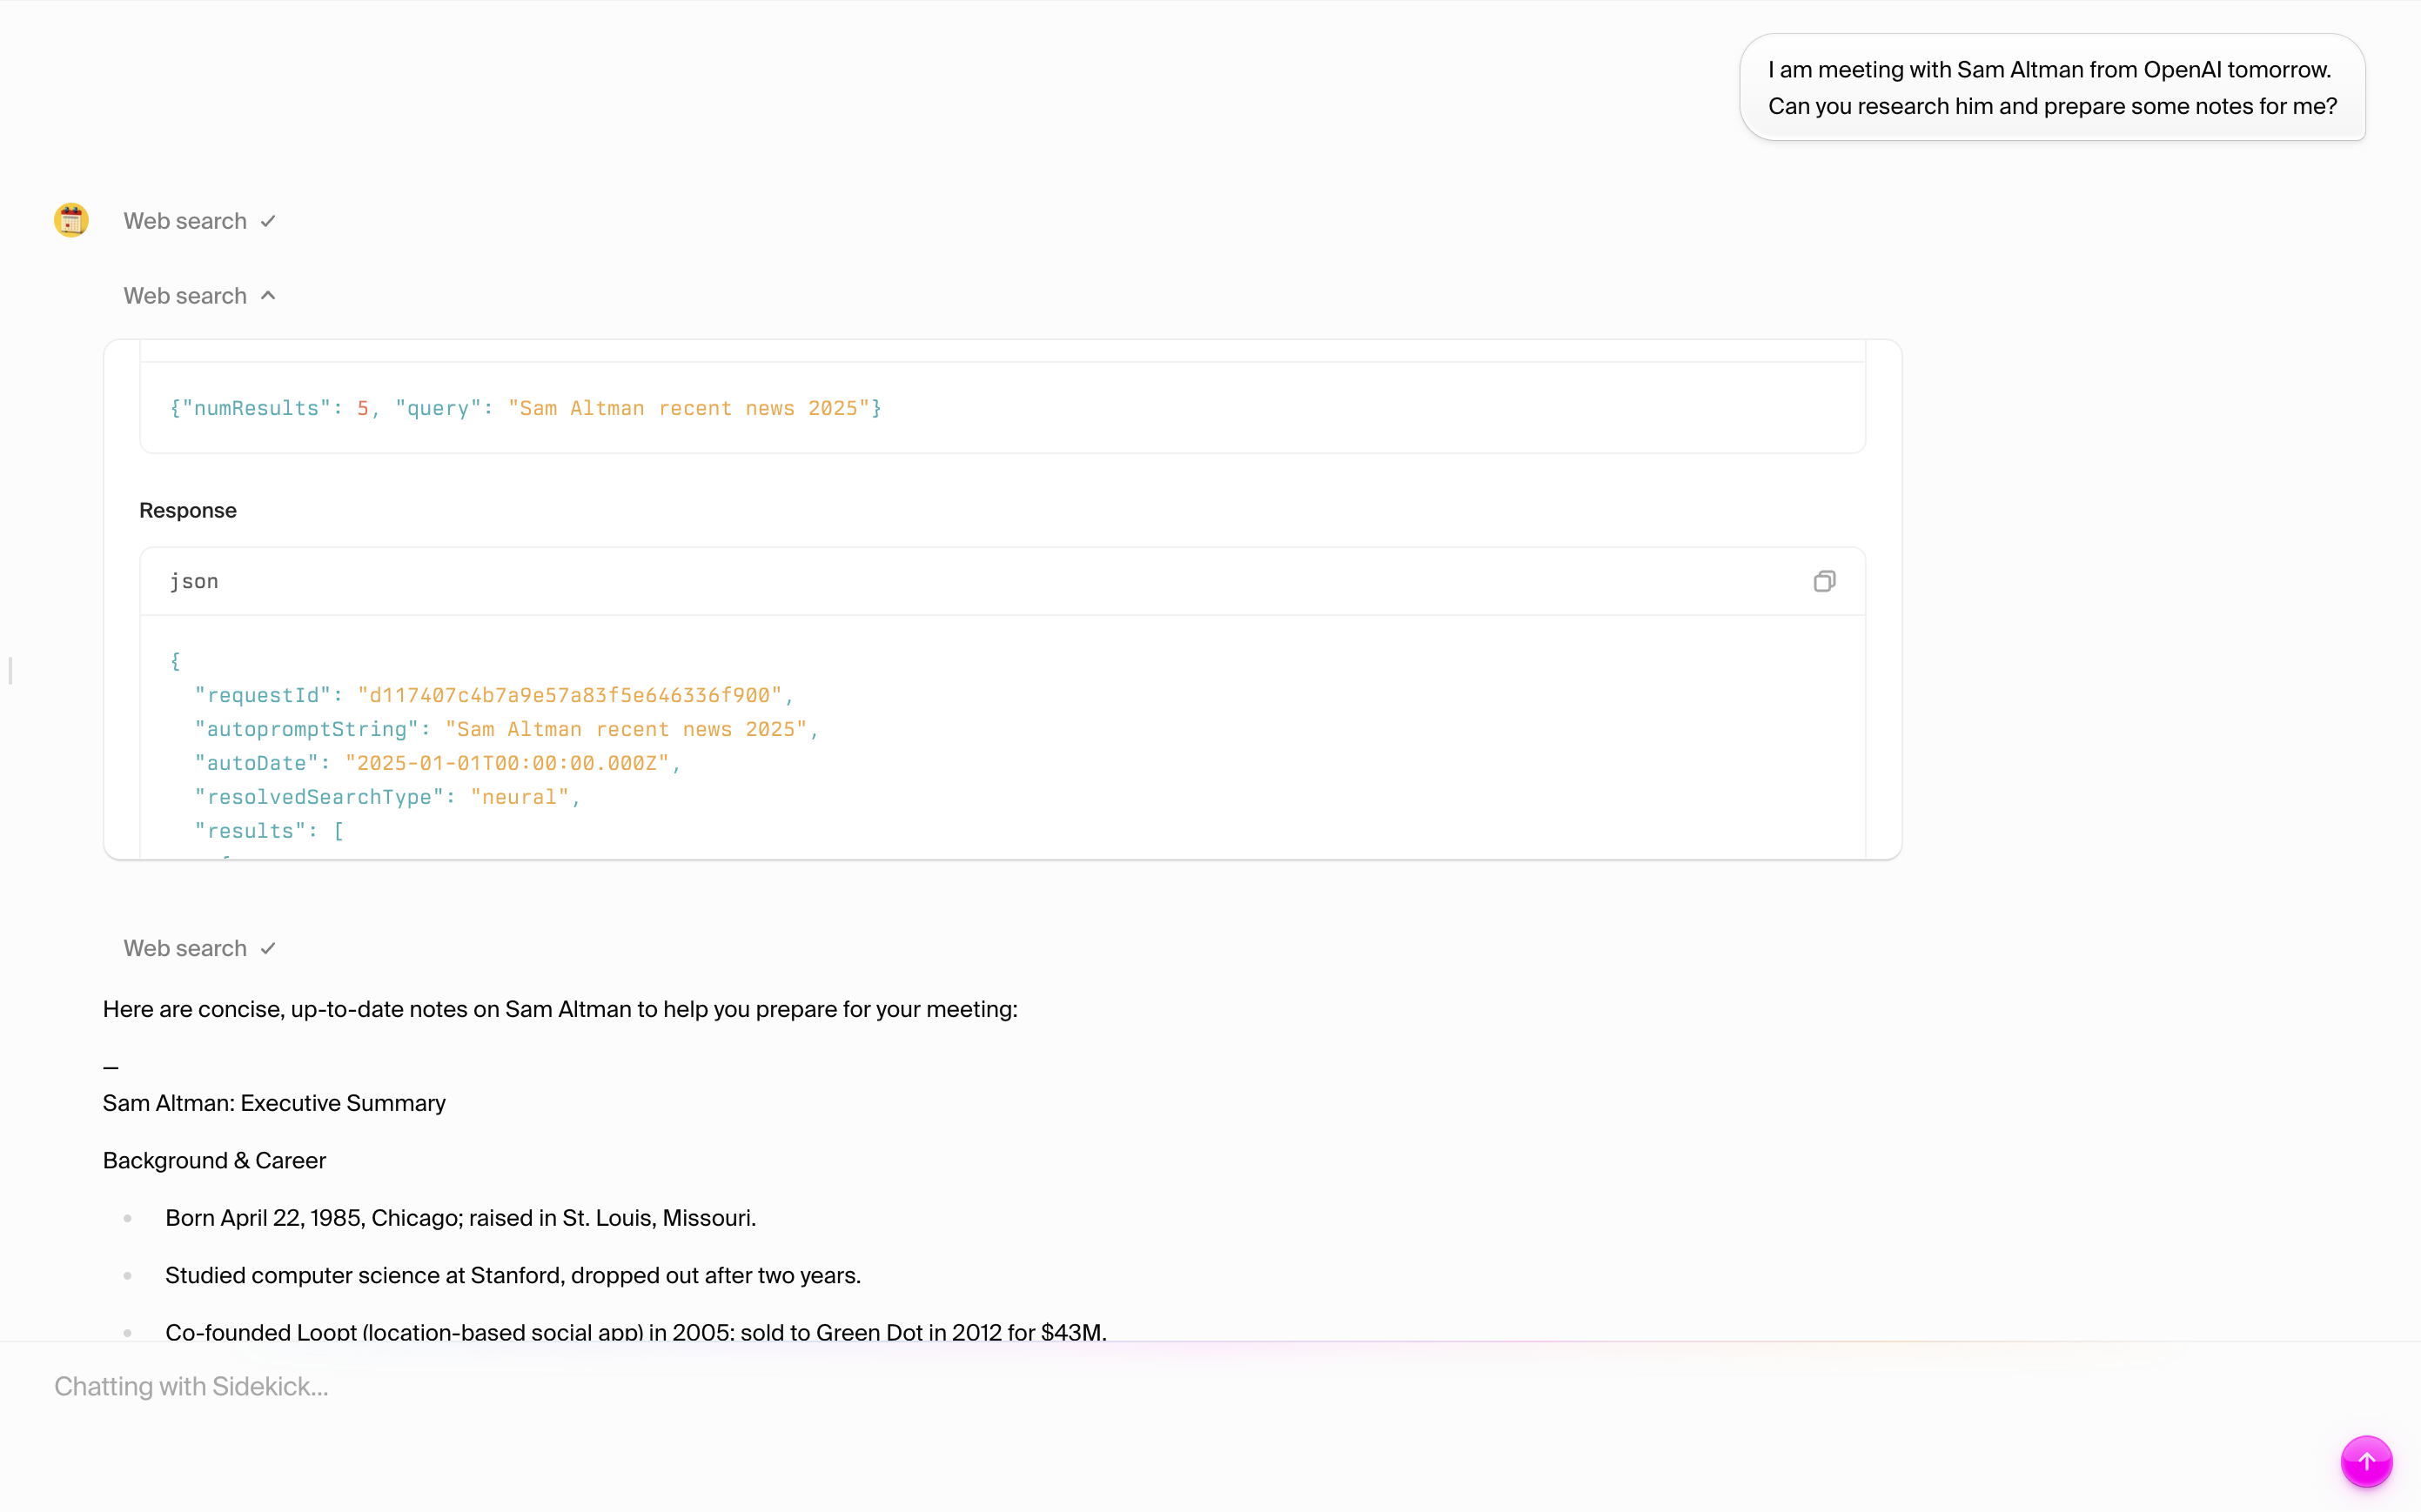 I am meeting with Sam Altman from OpenAI tomorrow.
Can you research him and prepare some notes for me?
Web search
Web search
{"numResults": 5, "query": "Sam Altman recent news 2025"}
Response
json
{
"requestId": "d117407c4b7a9e57a83f5e646336f900",
"autopromptString": "Sam Altman recent news 2025",
"autoDate": "2025-01-01T00:00:00.000Z",
"resolvedSearchType": "neural",
"results": [
Web search
Here are concise, up-to-date notes on Sam Altman to help you prepare for your meeting:
—
Sam Altman: Executive Summary
Background & Career
Born April 22, 1985, Chicago; raised in St. Louis, Missouri.
Studied computer science at Stanford, dropped out after two years.
Co-founded Loopt (location-based social app) in 2005; sold to Green Dot in 2012 for $43M.
Chatting with Sidekick...